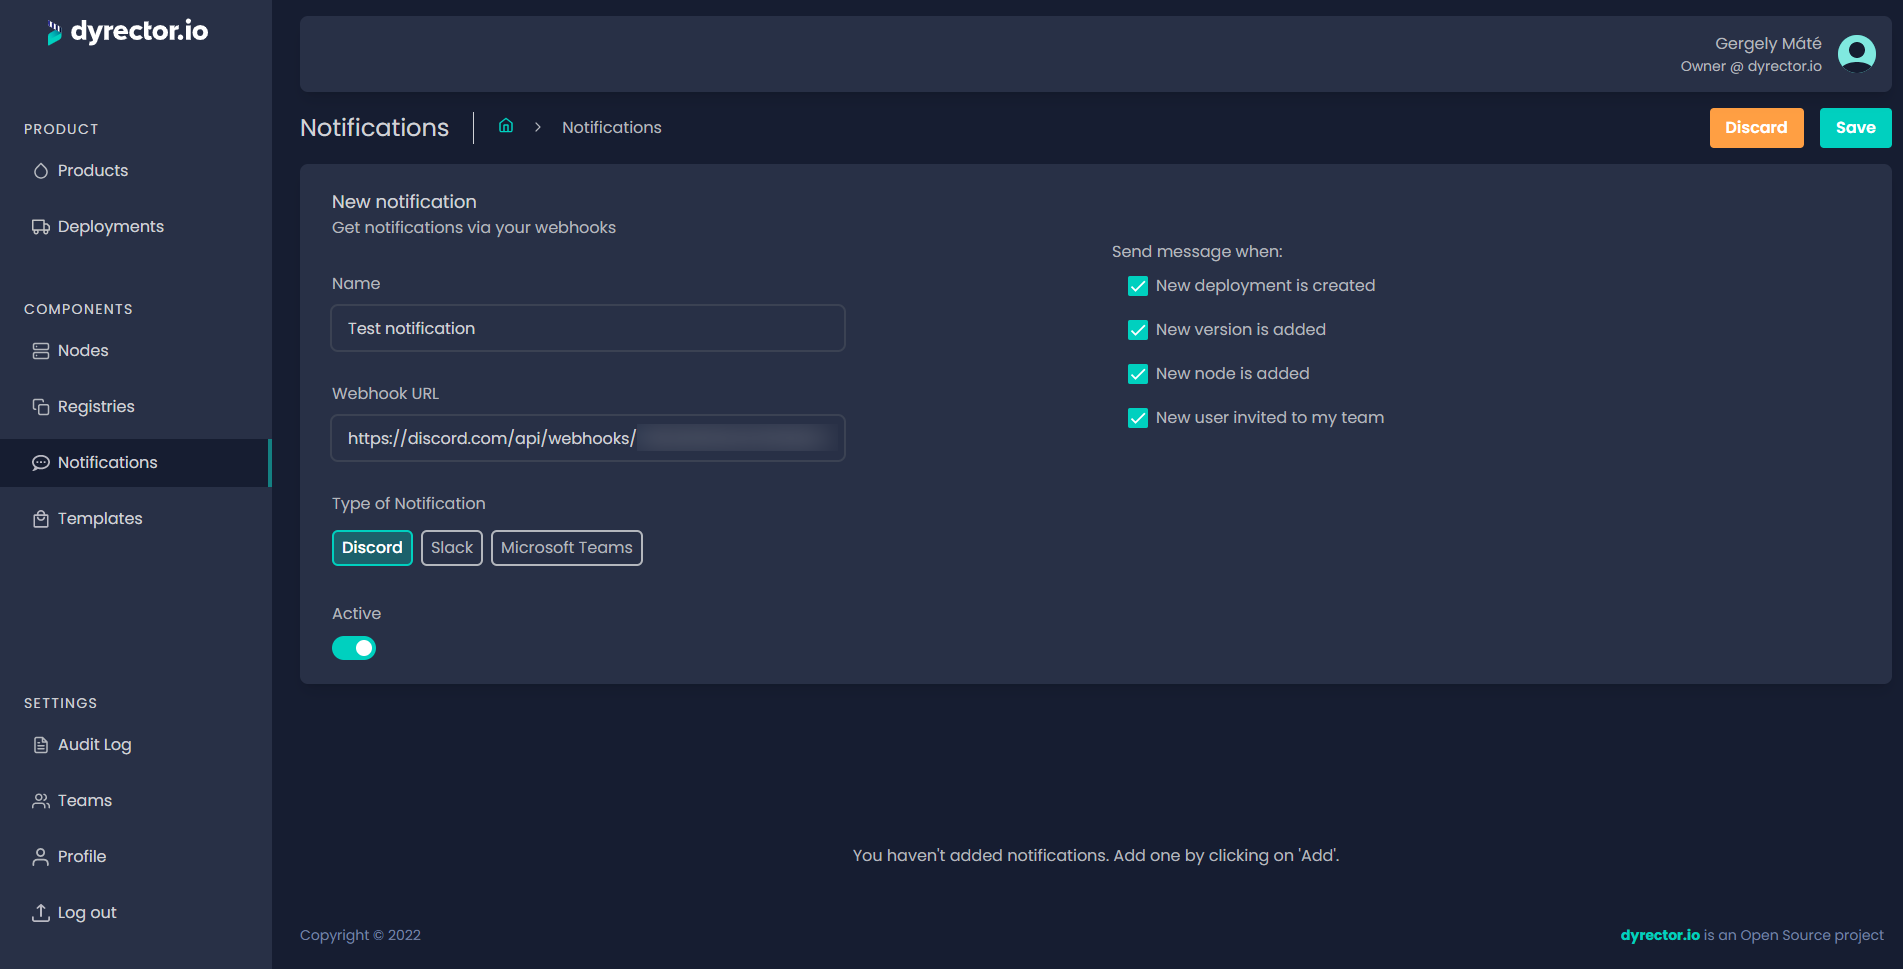 dyrector.io
PRODUCT
Products
Deployments
COMPONENTS
Nodes
Registries
Notifications
Templates
SETTINGS
Audit Log
Teams
Profile
Log out
Gergely Máté
Owner @ dyrector.io
Notifications
Notifications
Discard
Save
New notification
Get notifications via your webhooks
Name
Test notification
Webhook URL
https://discord.com/api/webhooks/
Type of Notification
Discord
Slack
Microsoft Teams
Active
Send message when:
New deployment is created
New version is added
New node is added
New user invited to my team
You haven't added notifications. Add one by clicking on 'Add'.
Copyright © 2022
dyrector.io is an Open Source project